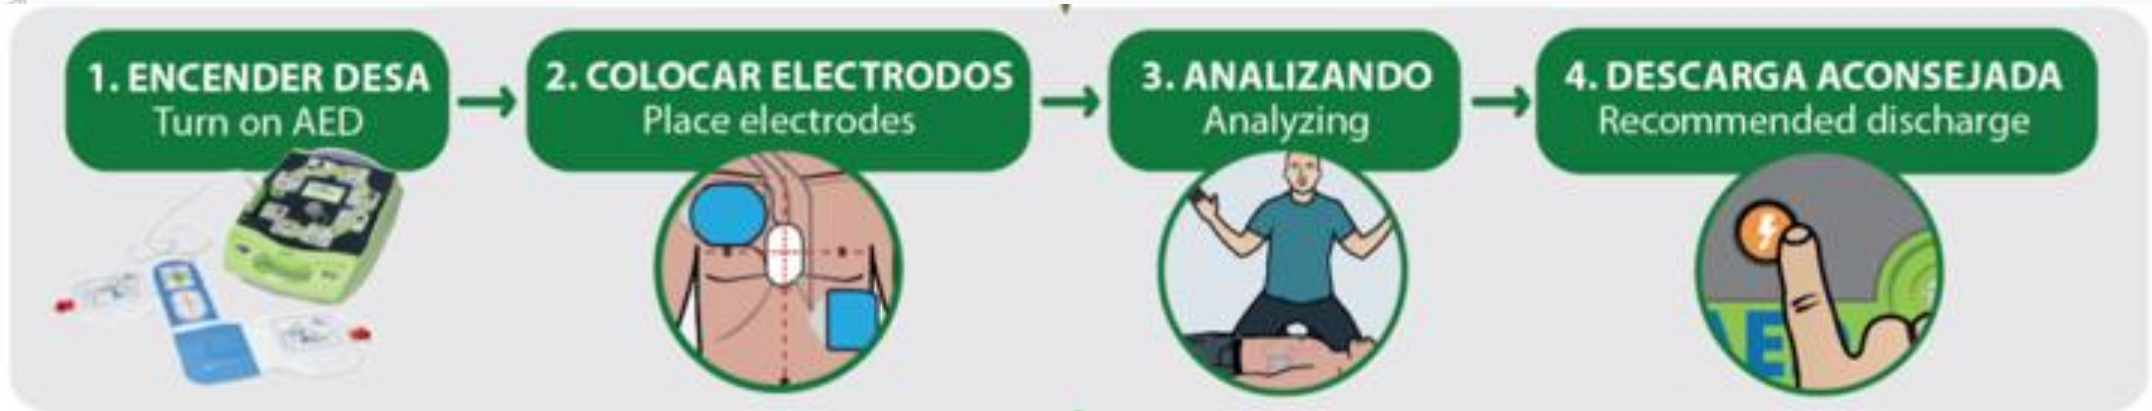 1. ENCENDER DESA
Turn on AED
2. COLOCAR ELECTRODOS
Place electrodes
3. ANALIZANDO
Analyzing
4. DESCARGA ACONSEJADA
Recommended discharge
AE